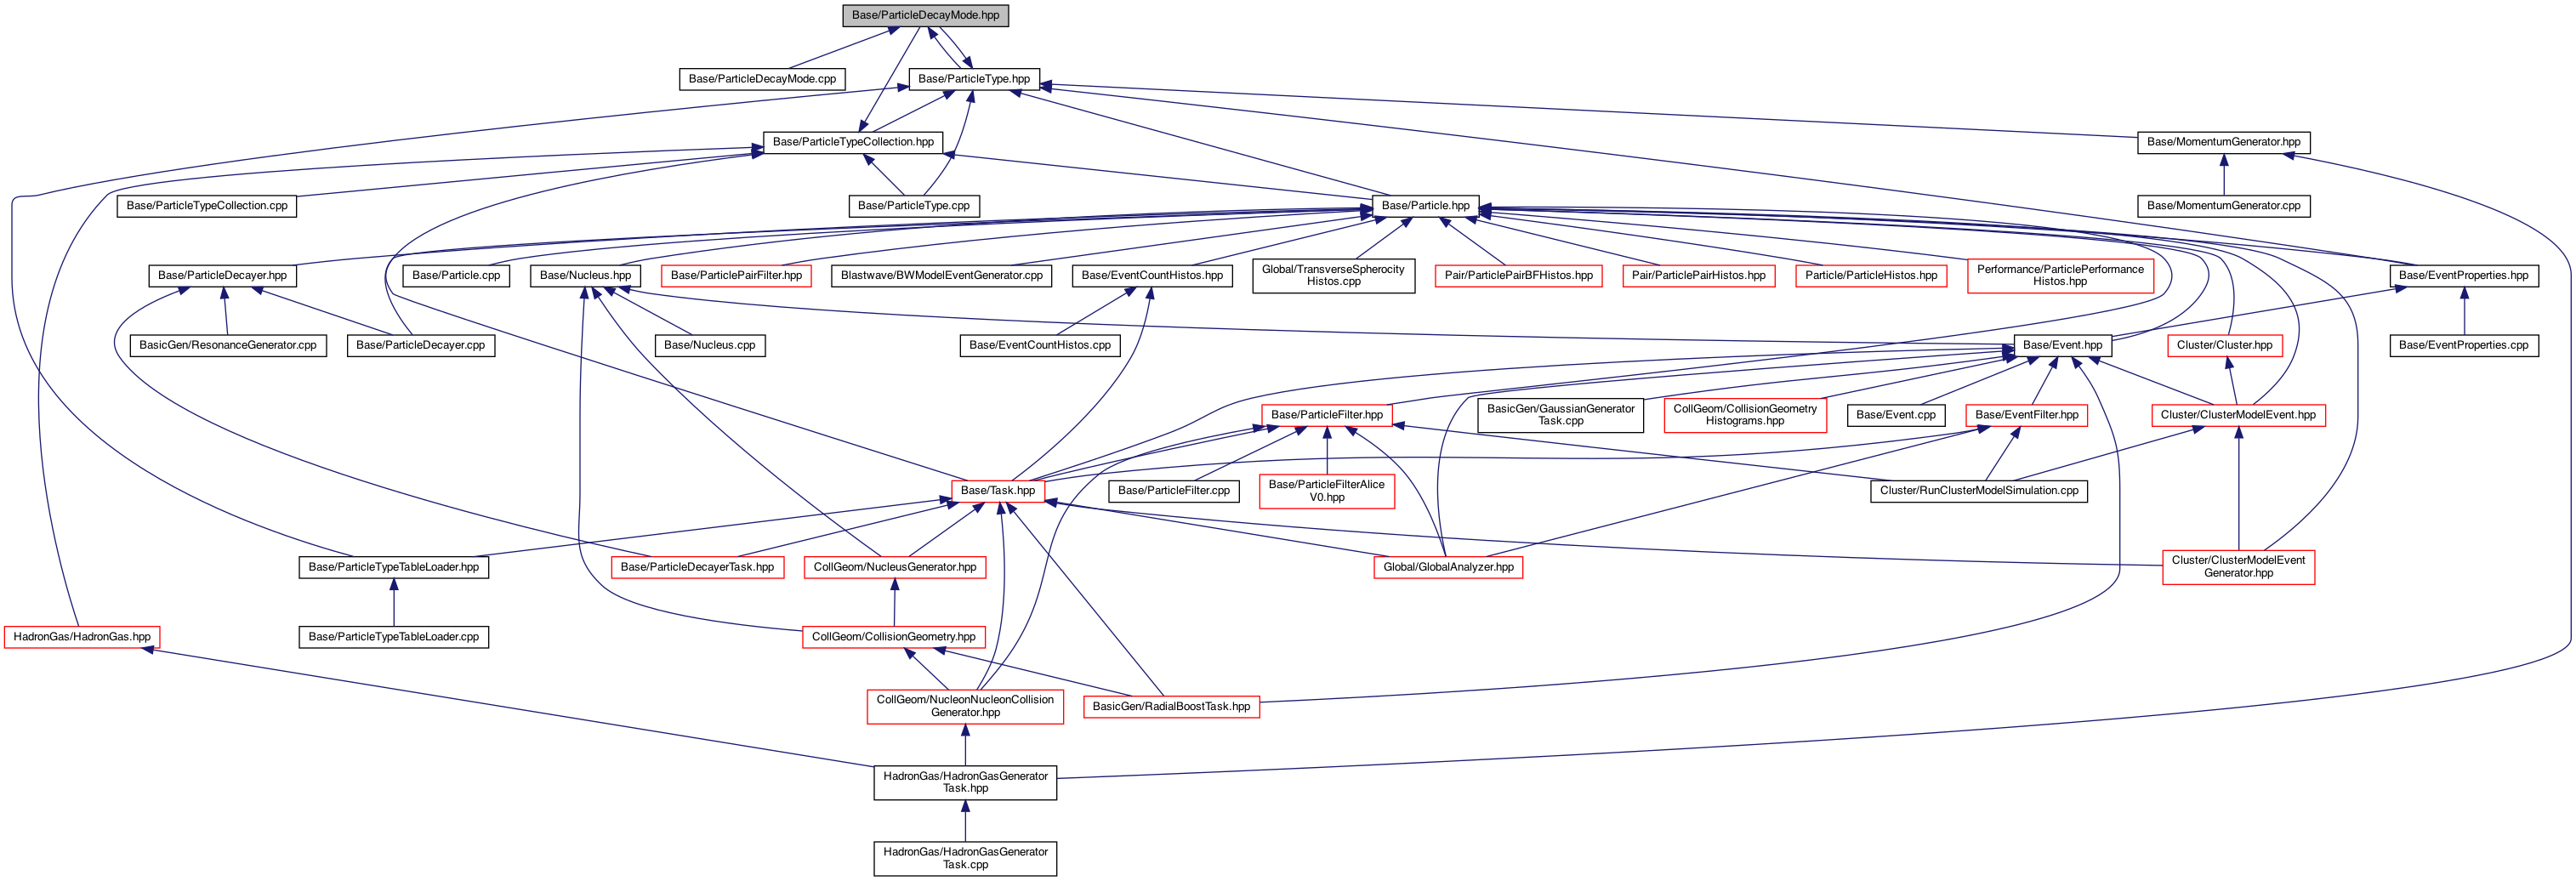 Base/ParticleDecayMode.hpp
Base/ParticleDecayMode.cpp
Base/ParticleType.hpp
Base/ParticleTypeCollection.hpp
Base/MomentumGenerator.hpp
Base/ParticleTypeCollection.cpp
Base/ParticleType.cpp
Base/Particle.hpp
Base/MomentumGenerator.cpp
Base/ParticleDecayer.hpp
Base/Particle.cpp
Base/Nucleus.hpp
Base/ParticlePairFilter.hpp
Blastwave/BWModelEventGenerator.cpp
Base/EventCountHistos.hpp
Global/TransverseSpherocity
Histos.cpp
Pair/ParticlePairBFHistos.hpp
Pair/ParticlePairHistos.hpp
Particle/ParticleHistos.hpp
Performance/ParticlePerformance
Histos.hpp
Base/EventProperties.hpp
BasicGen/ResonanceGenerator.cpp
Base/ParticleDecayer.cpp
Base/Nucleus.cpp
Base/EventCountHistos.cpp
Base/Event.hpp
Cluster/Cluster.hpp
Base/EventProperties.cpp
Base/ParticleFilter.hpp
BasicGen/GaussianGenerator
Task.cpp
CollGeom/CollisionGeometry
Histograms.hpp
Base/Event.cpp
Base/EventFilter.hpp
Cluster/ClusterModelEvent.hpp
Base/Task.hpp
Base/ParticleFilter.cpp
Base/ParticleFilterAlice
V0.hpp
Cluster/RunClusterModelSimulation.cpp
Base/ParticleTypeTableLoader.hpp
Base/ParticleDecayerTask.hpp
CollGeom/NucleusGenerator.hpp
Global/GlobalAnalyzer.hpp
Cluster/ClusterModelEvent
Generator.hpp
HadronGas/HadronGas.hpp
Base/ParticleTypeTableLoader.cpp
CollGeom/CollisionGeometry.hpp
CollGeom/NucleonNucleonCollision
Generator.hpp
BasicGen/RadialBoostTask.hpp
HadronGas/HadronGasGenerator
Task.hpp
HadronGas/HadronGasGenerator
Task.cpp